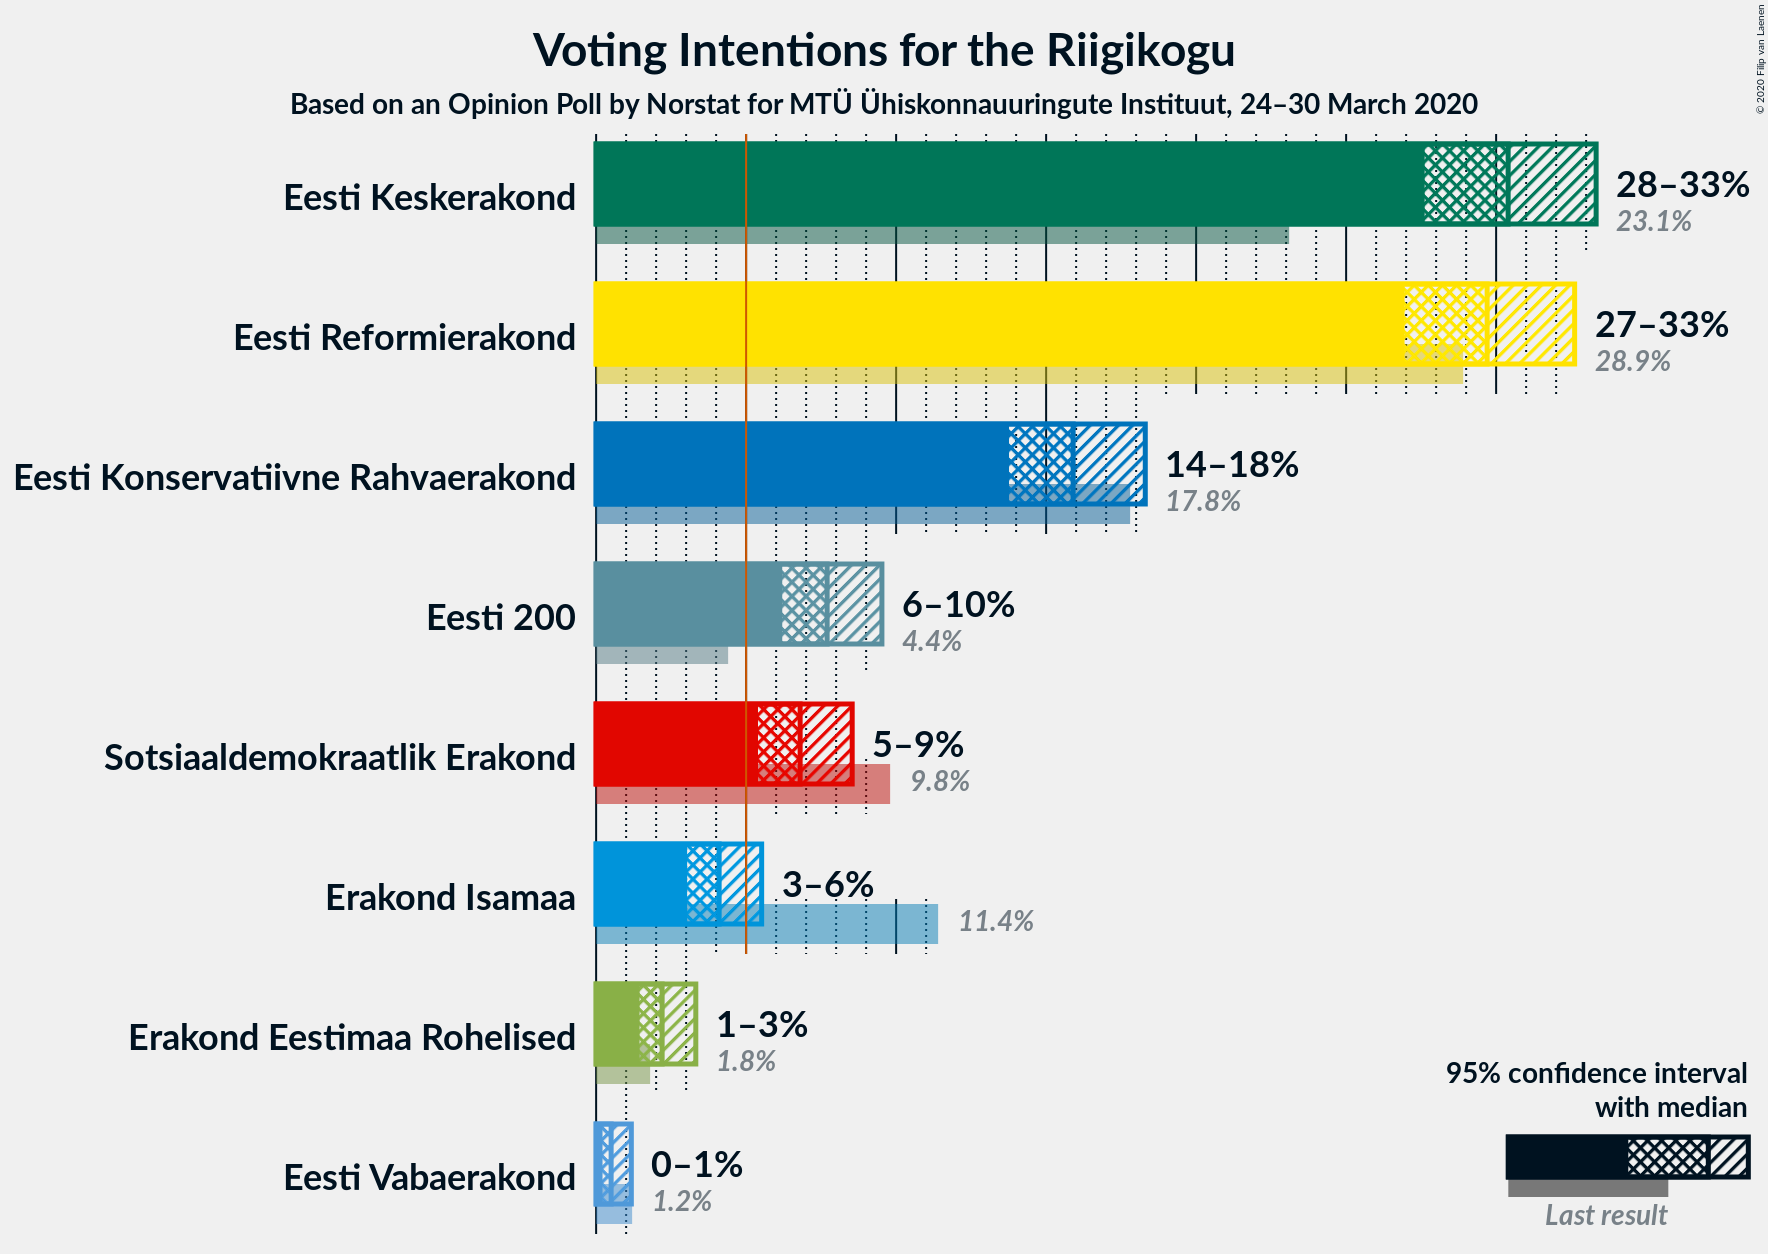 Voting Intentions for the Riigikogu
Based on an Opinion Poll by Norstat for MTÜ Ühiskonnauuringute Instituut, 24–30 March 2020
© 2020 Filip van Laenen
Eesti Keskerakond
28–33%
23.1%
Eesti Reformierakond
27–33%
28.9%
Eesti Konservatiivne Rahvaerakond
14–18%
17.8%
Eesti 200
6–10%
4.4%
Sotsiaaldemokraatlik Erakond
5–9%
9.8%
Erakond Isamaa
3–6%
11.4%
Erakond Eestimaa Rohelised
1–3%
1.8%
Eesti Vabaerakond
0–1%
1.2%
95% confidence interval
with median
Last result